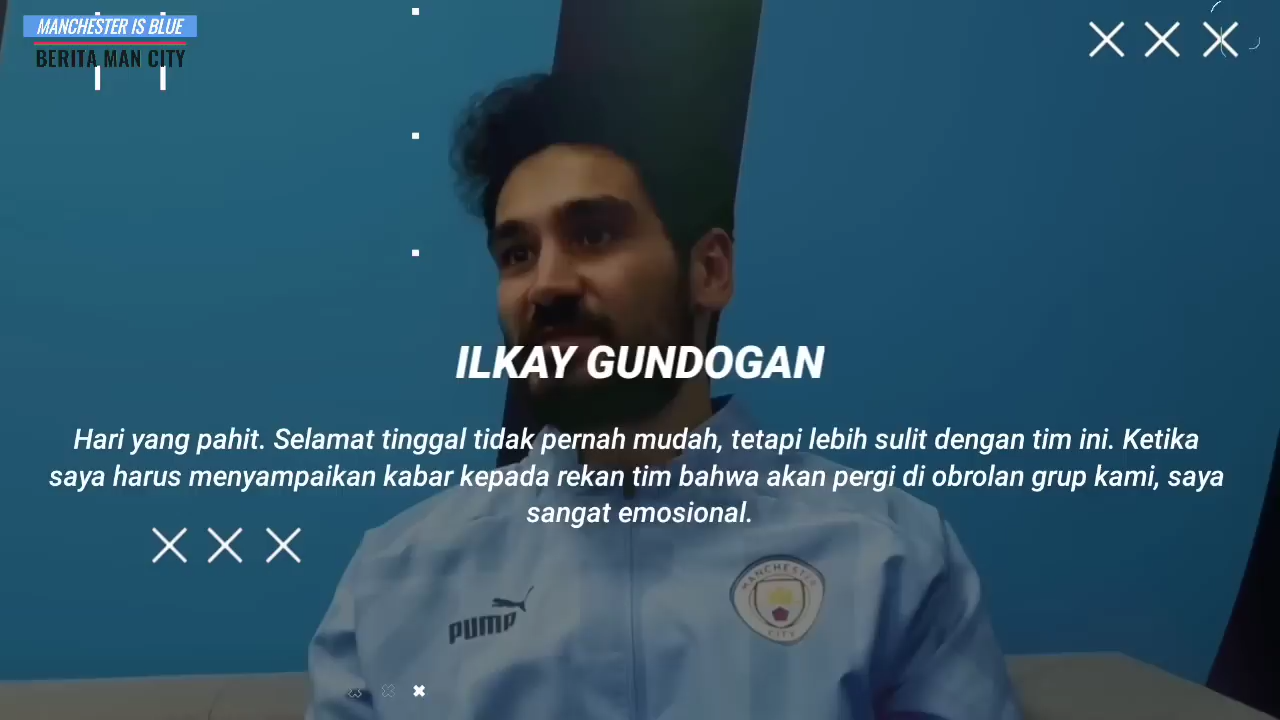 MANCHESTER IS BLUE
BERITA MAN CITY
ILKAY GUNDOGAN
Hari yang pahit. Selamat tinggal tidak pernah mudah, tetapi lebih sulit dengan tim ini. Ketika
saya harus menyampaikan kabar kepada rekan tim bahwa akan pergi di obrolan grup kami, saya
sangat emosional.
PUMA
MANCHESTER
CITY